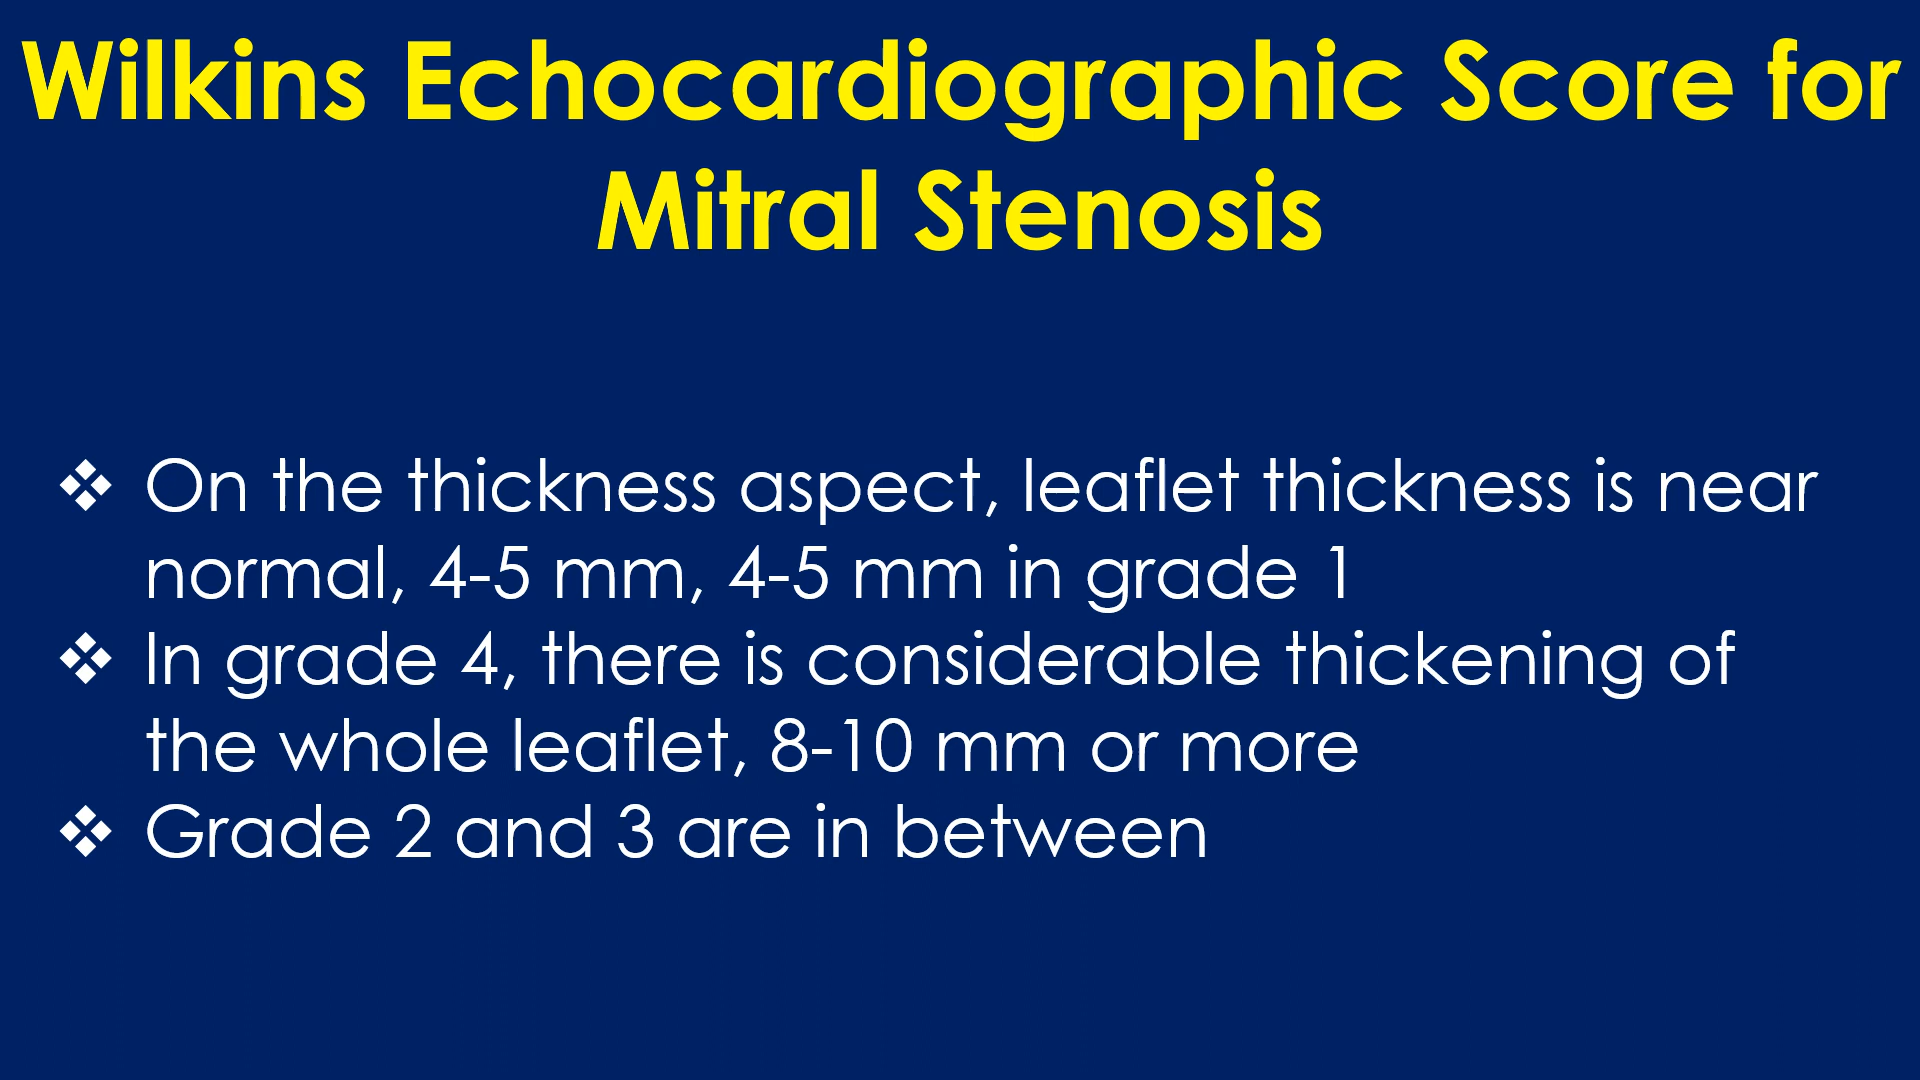 Wilkins Echocardiographic Score for
Mitral Stenosis
❖ On the thickness aspect, leaflet thickness is near
normal, 4-5 mm, 4-5 mm in grade 1
❖ In grade 4, there is considerable thickening of
the whole leaflet, 8-10 mm or more
❖ Grade 2 and 3 are in between